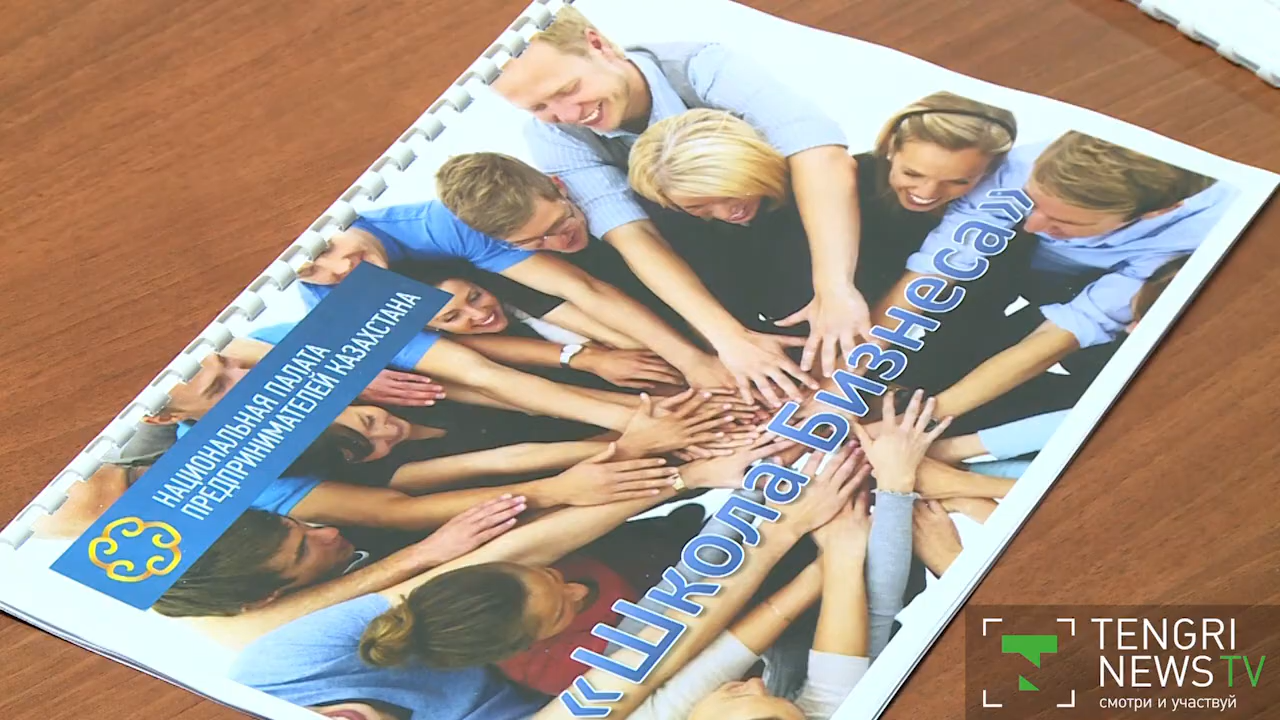 НАЦИОНАЛЬНАЯ ПАЛАТА
ПРЕДПРИНИМАТЕЛЕЙ КАЗАХСТАНА
«Школа Бизнеса»
TENGRI
NEWS TV
смотри и участвуй